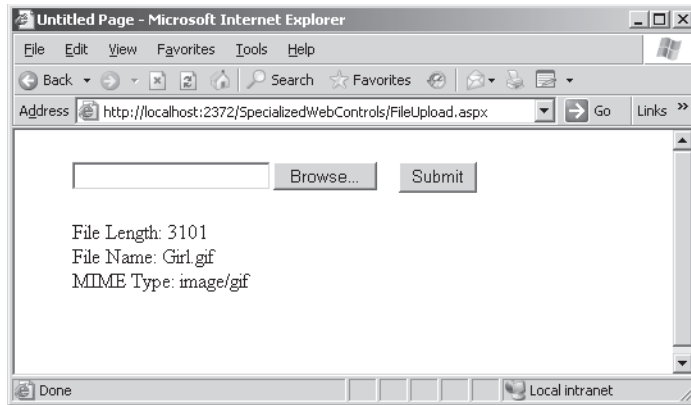 Untitled Page - Microsoft Internet Explorer
File Edit View Favorites Tools Help
Back Search Favorites
Address http://localhost:2372/SpecializedWebControls/FileUpload.aspx Go Links »
Browse... Submit
File Length: 3101
File Name: Girl.gif
MIME Type: image/gif
Done Local intranet